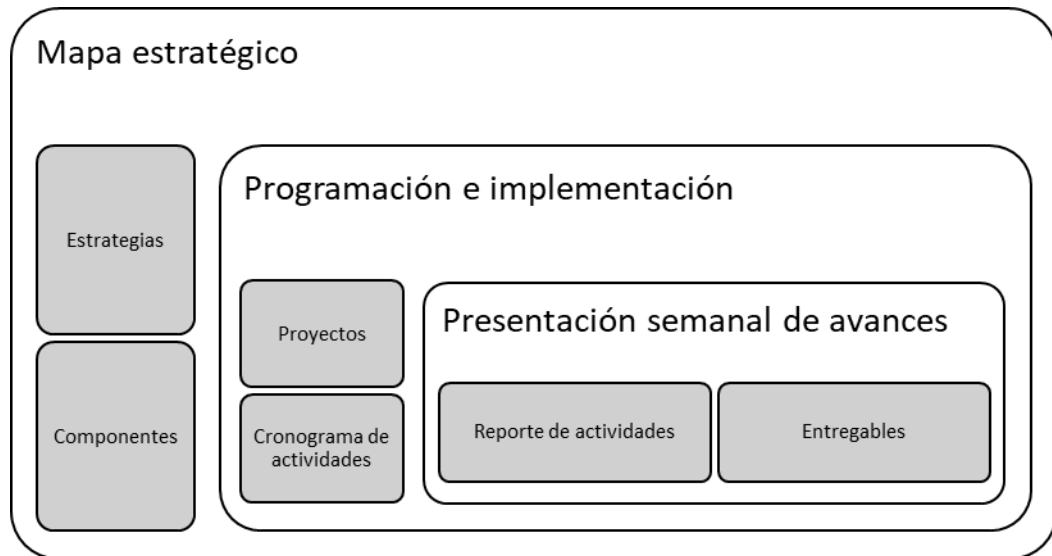 Mapa estratégico
Estrategias
Componentes
Programación e implementación
Proyectos
Cronograma de
actividades
Presentación semanal de avances
Reporte de actividades
Entregables